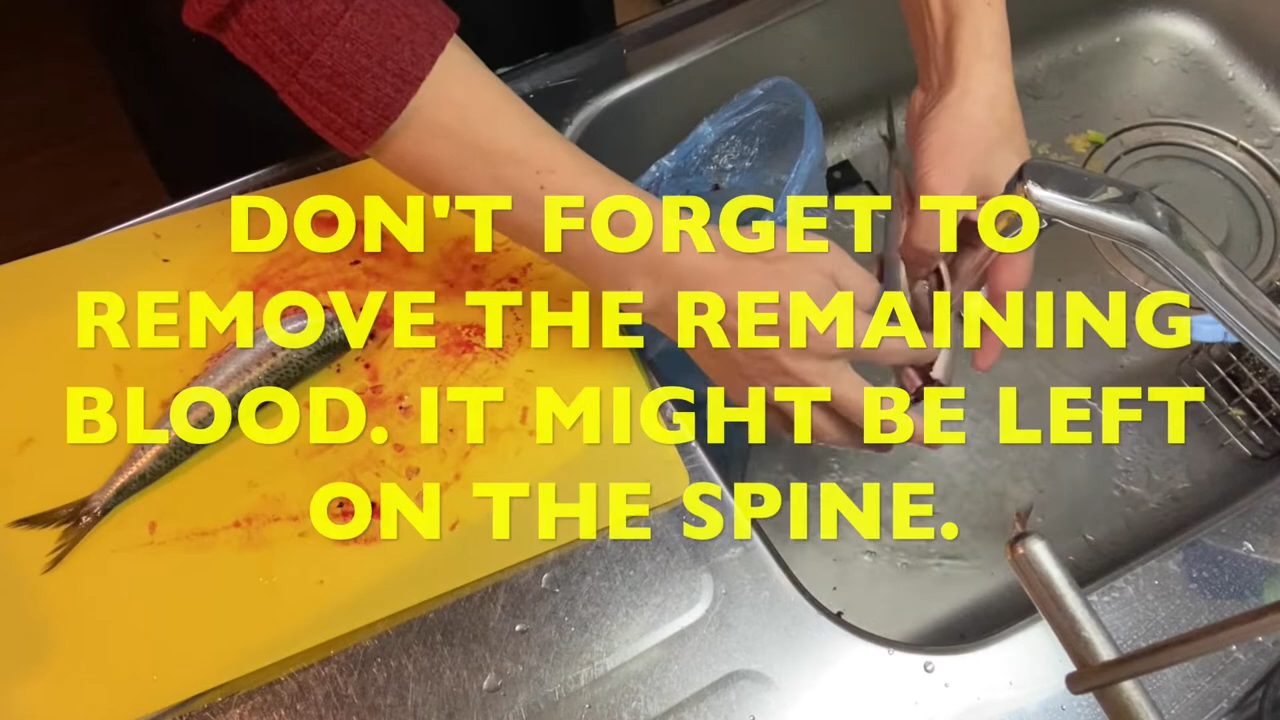 DON'T FORGET TO
REMOVE THE REMAINING
BLOOD. IT MIGHT BE LEFT
ON THE SPINE.